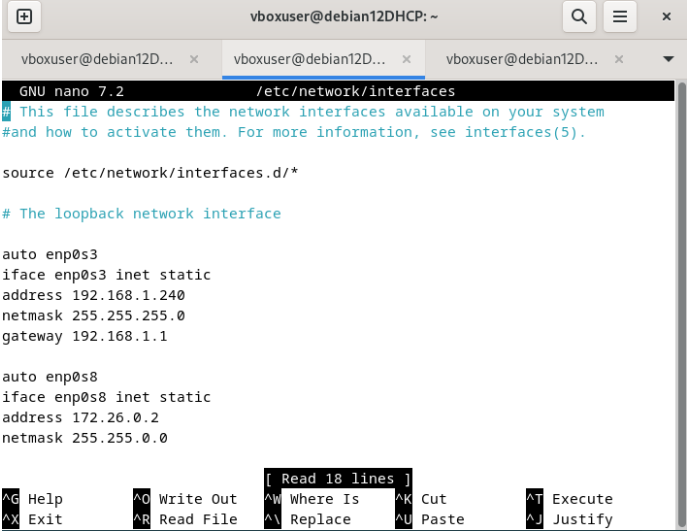 vboxuser@debian12DHCP: ~
vboxuser@debian12D... × vboxuser@debian12D... × vboxuser@debian12D... ×
GNU nano 7.2 /etc/network/interfaces
# This file describes the network interfaces available on your system
#and how to activate them. For more information, see interfaces(5).
source /etc/network/interfaces.d/*
# The loopback network interface
auto enp0s3
iface enp0s3 inet static
address 192.168.1.240
netmask 255.255.255.0
gateway 192.168.1.1
auto enp0s8
iface enp0s8 inet static
address 172.26.0.2
netmask 255.255.0.0
[ Read 18 lines ]
^G Help ^O Write Out ^W Where Is ^K Cut ^T Execute
^X Exit ^R Read File ^\ Replace ^U Paste ^J Justify